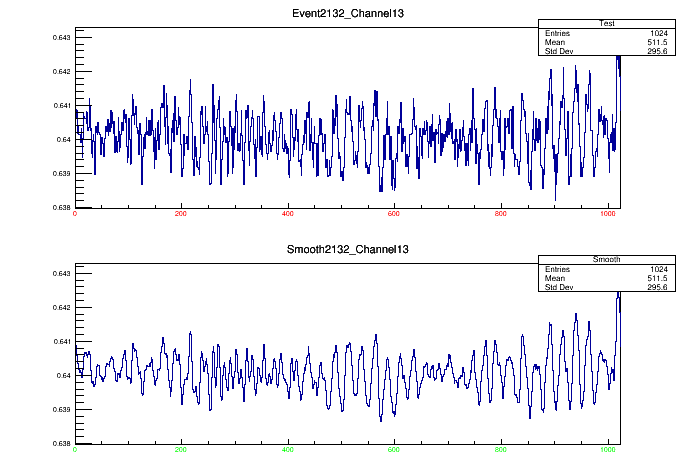 Event2132_Channel13
Test
Entries 1024
Mean 511.5
Std Dev 295.6
0.643
0.642
0.641
0.64
0.639
0.638
0 200 400 600 800 1000
Smooth2132_Channel13
Smooth
Entries 1024
Mean 511.5
Std Dev 295.6
0.643
0.642
0.641
0.64
0.639
0.638
0 200 400 600 800 1000